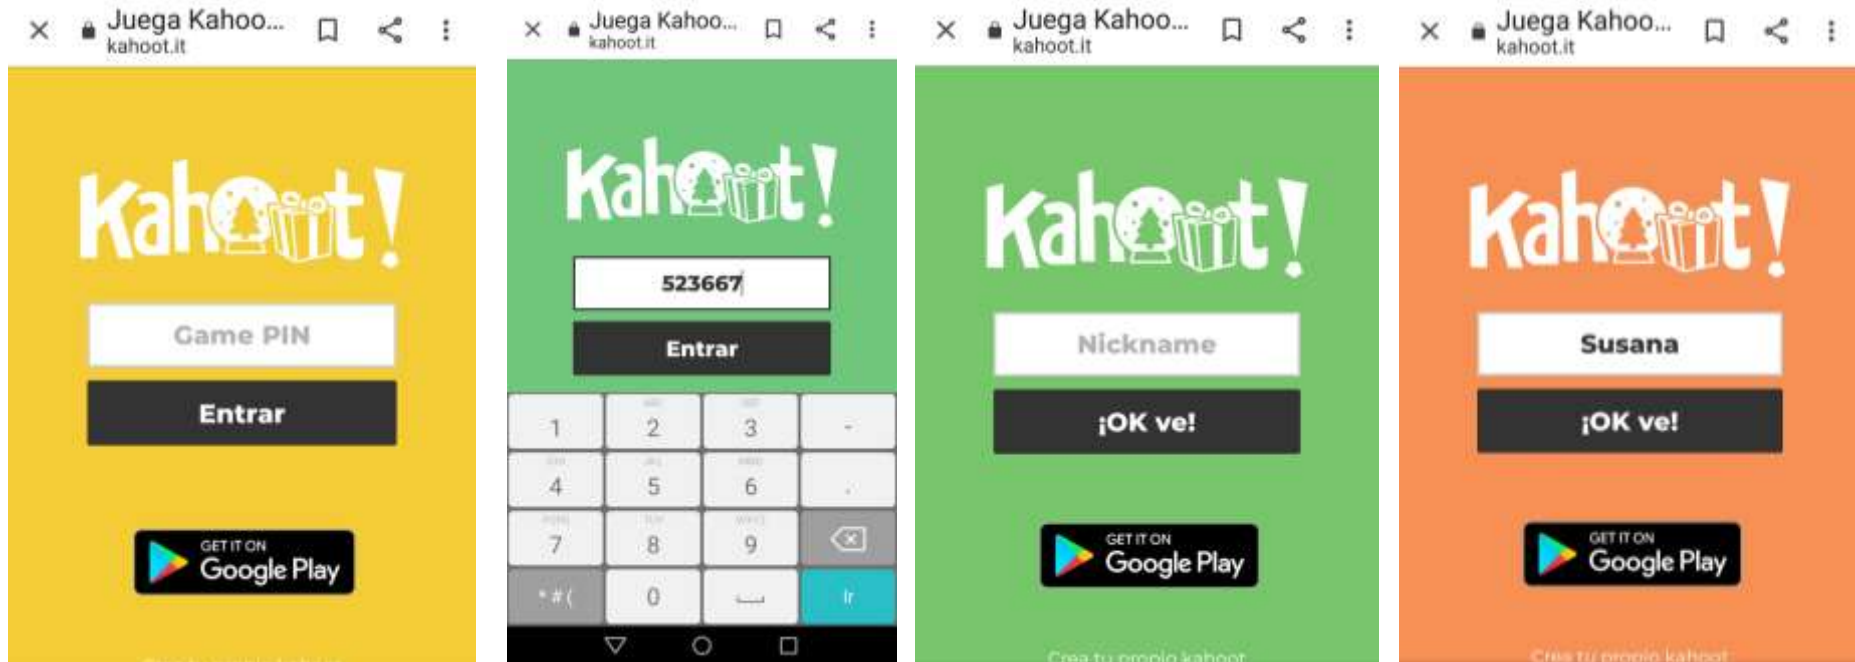 Juega Kahoo...
kahoot.it
Kahoot!
Game PIN
Entrar
GET IT ON
Google Play
Juega Kahoo...
kahoot.it
Kahoot!
523667
Entrar
1
2
3
-
4
5
6
.
7
8
9
* # (
0
Ir
Juega Kahoo...
kahoot.it
Kahoot!
Nickname
¡OK ve!
GET IT ON
Google Play
Crea tu propio kahoot
Juega Kahoo...
kahoot.it
Kahoot!
Susana
¡OK ve!
GET IT ON
Google Play
Crea tu propio kahoot